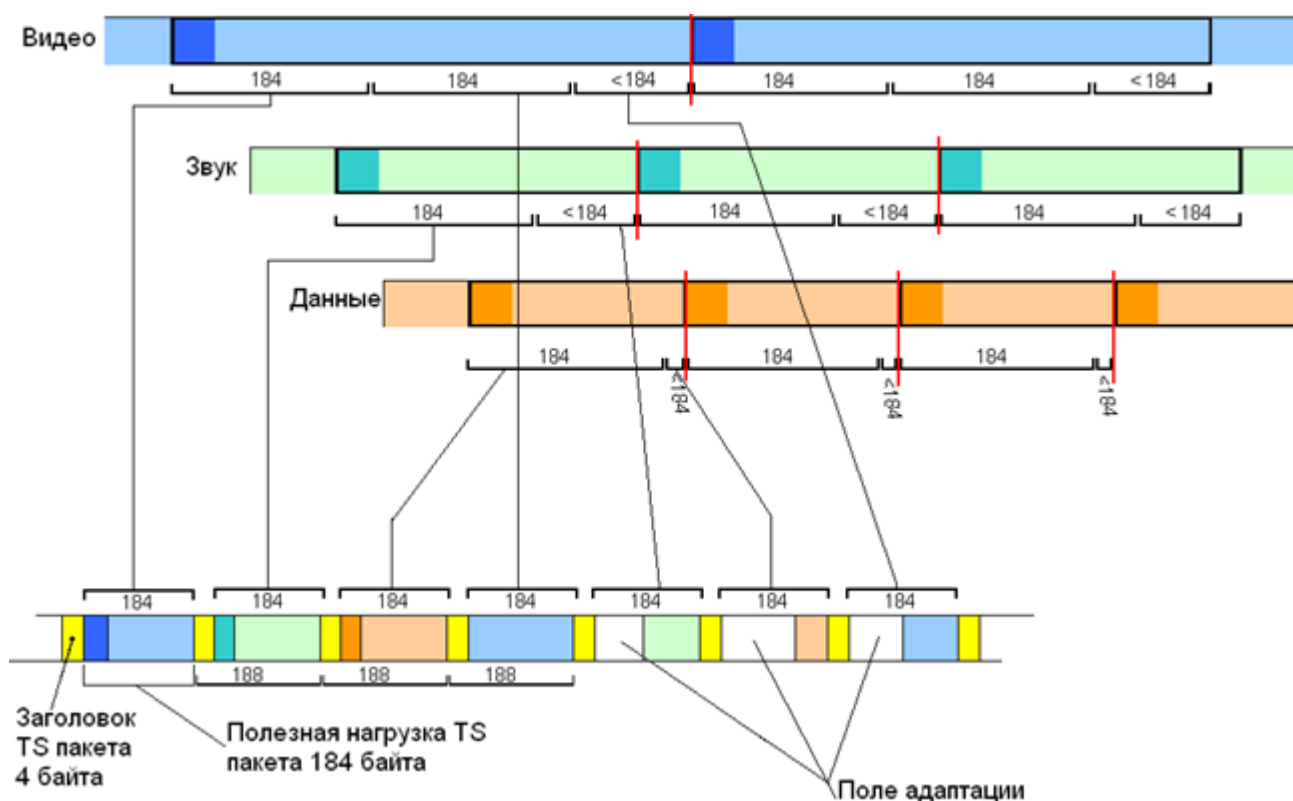 Видео
184 184 <184 184 184 <184
Звук
184 <184 184 <184 184 <184
Данные
184 <184 184 <184 184 <184
184 184 184 184 184 184 184
188 188 188
Заголовок
TS пакета
4 байта
Полезная нагрузка TS
пакета 184 байта
Поле адаптации